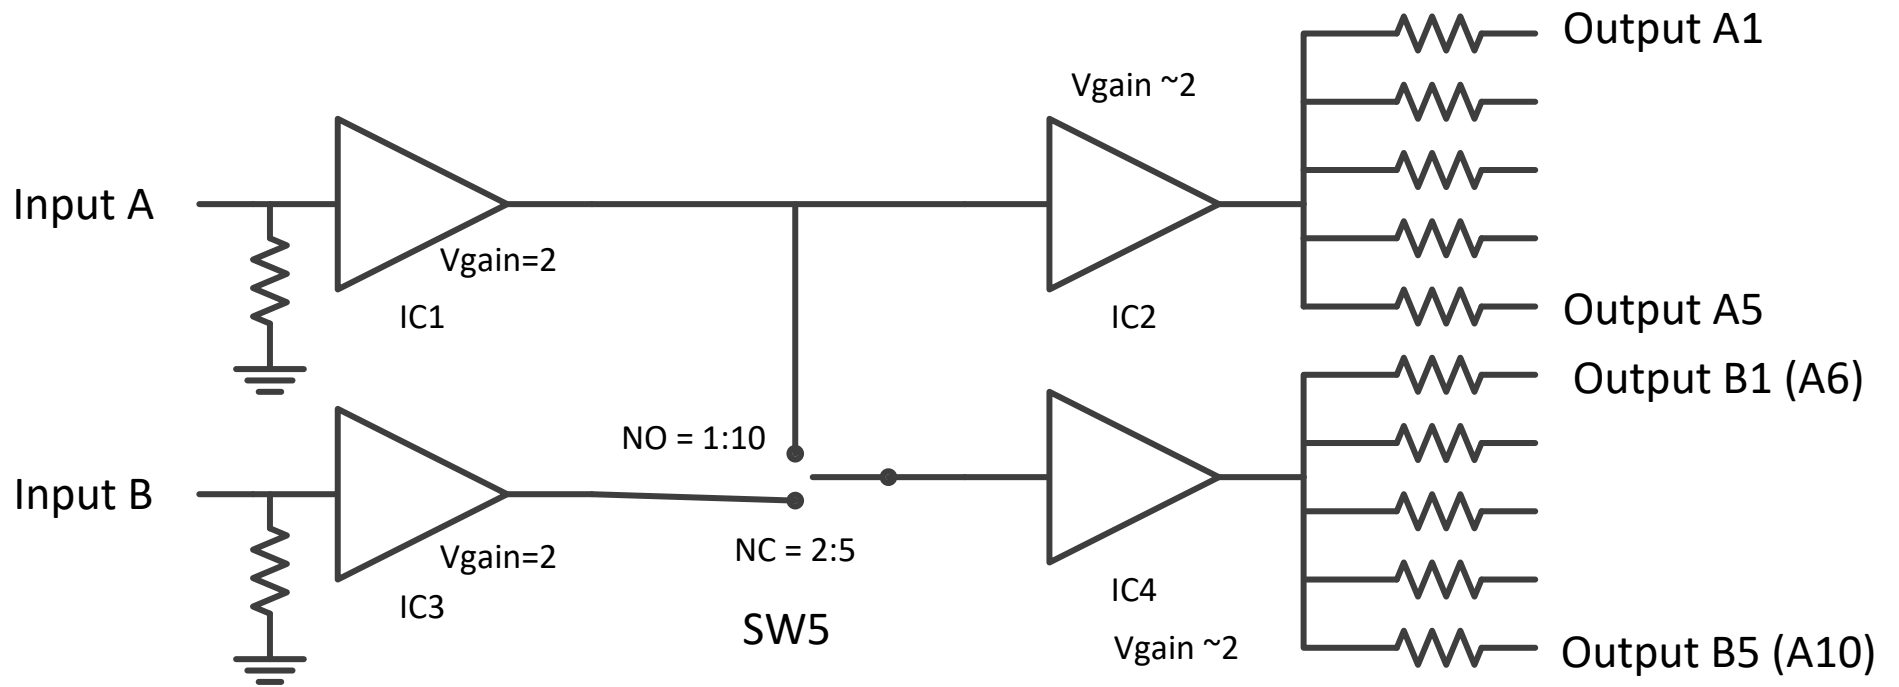 Output A1
Vgain ~2
Input A
Vgain=2
IC1
IC2
Output A5
Output B1 (A6)
NO = 1:10
Input B
NC = 2:5
Vgain=2
IC3
IC4
SW5
Vgain ~2
Output B5 (A10)